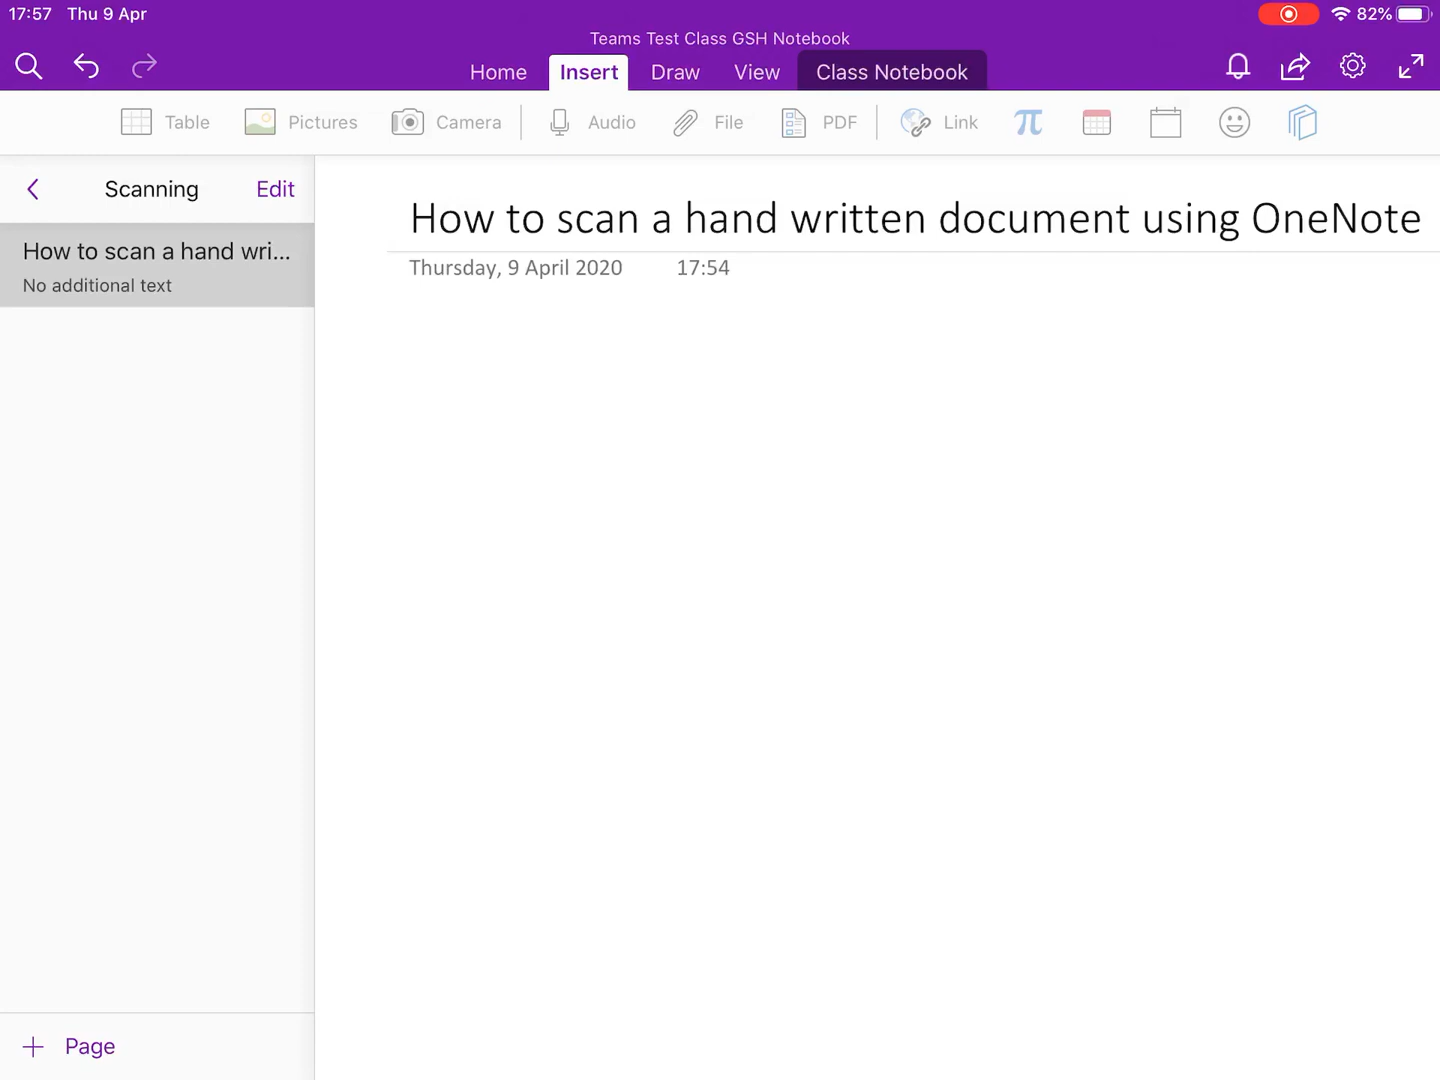 17:57 Thu 9 Apr
82%
Teams Test Class GSH Notebook
Home Insert Draw View Class Notebook
Table Pictures Camera Audio File PDF Link π
Scanning Edit
How to scan a hand wri...
No additional text
How to scan a hand written document using OneNote
Thursday, 9 April 2020 17:54
+ Page